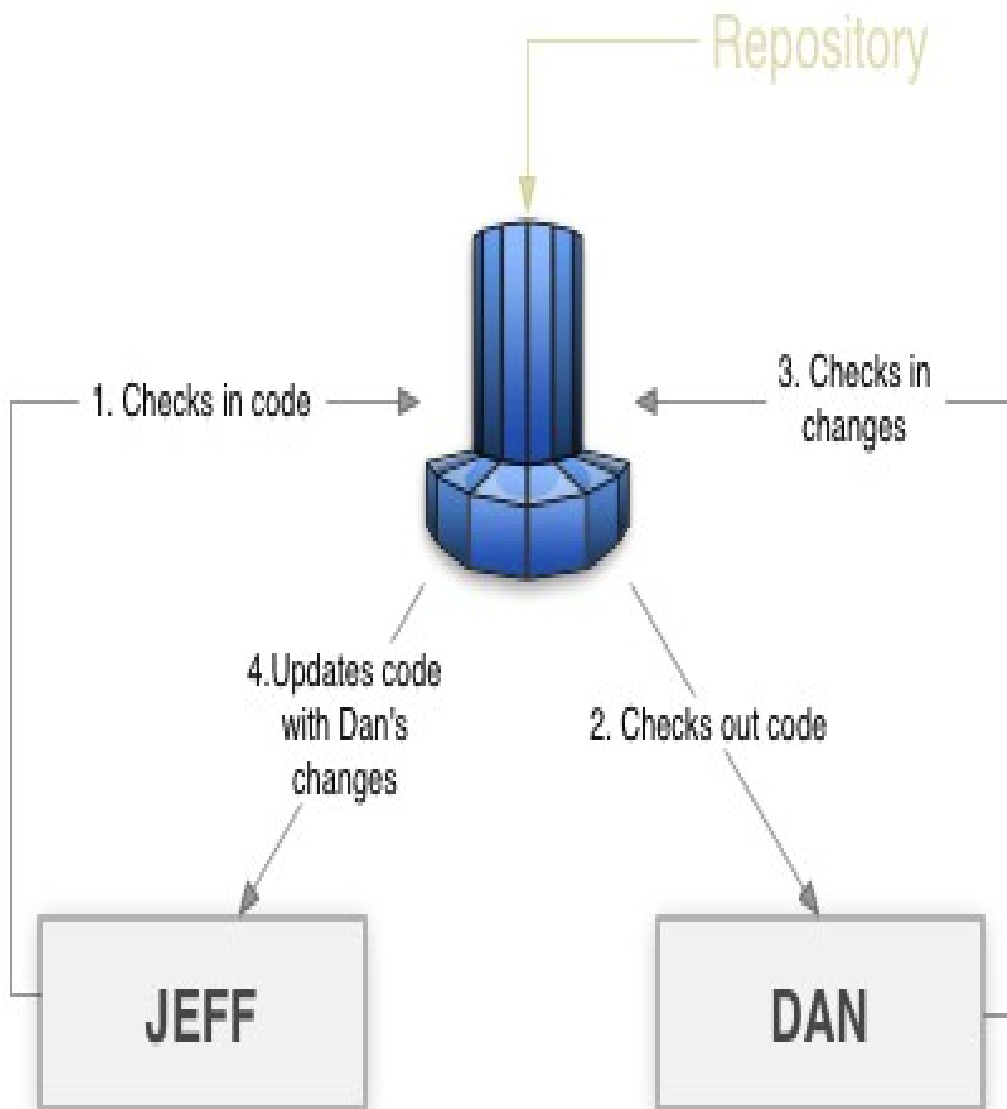 Repository
1. Checks in code
3. Checks in
changes
4.Updates code
with Dan's
changes
2. Checks out code
JEFF
DAN